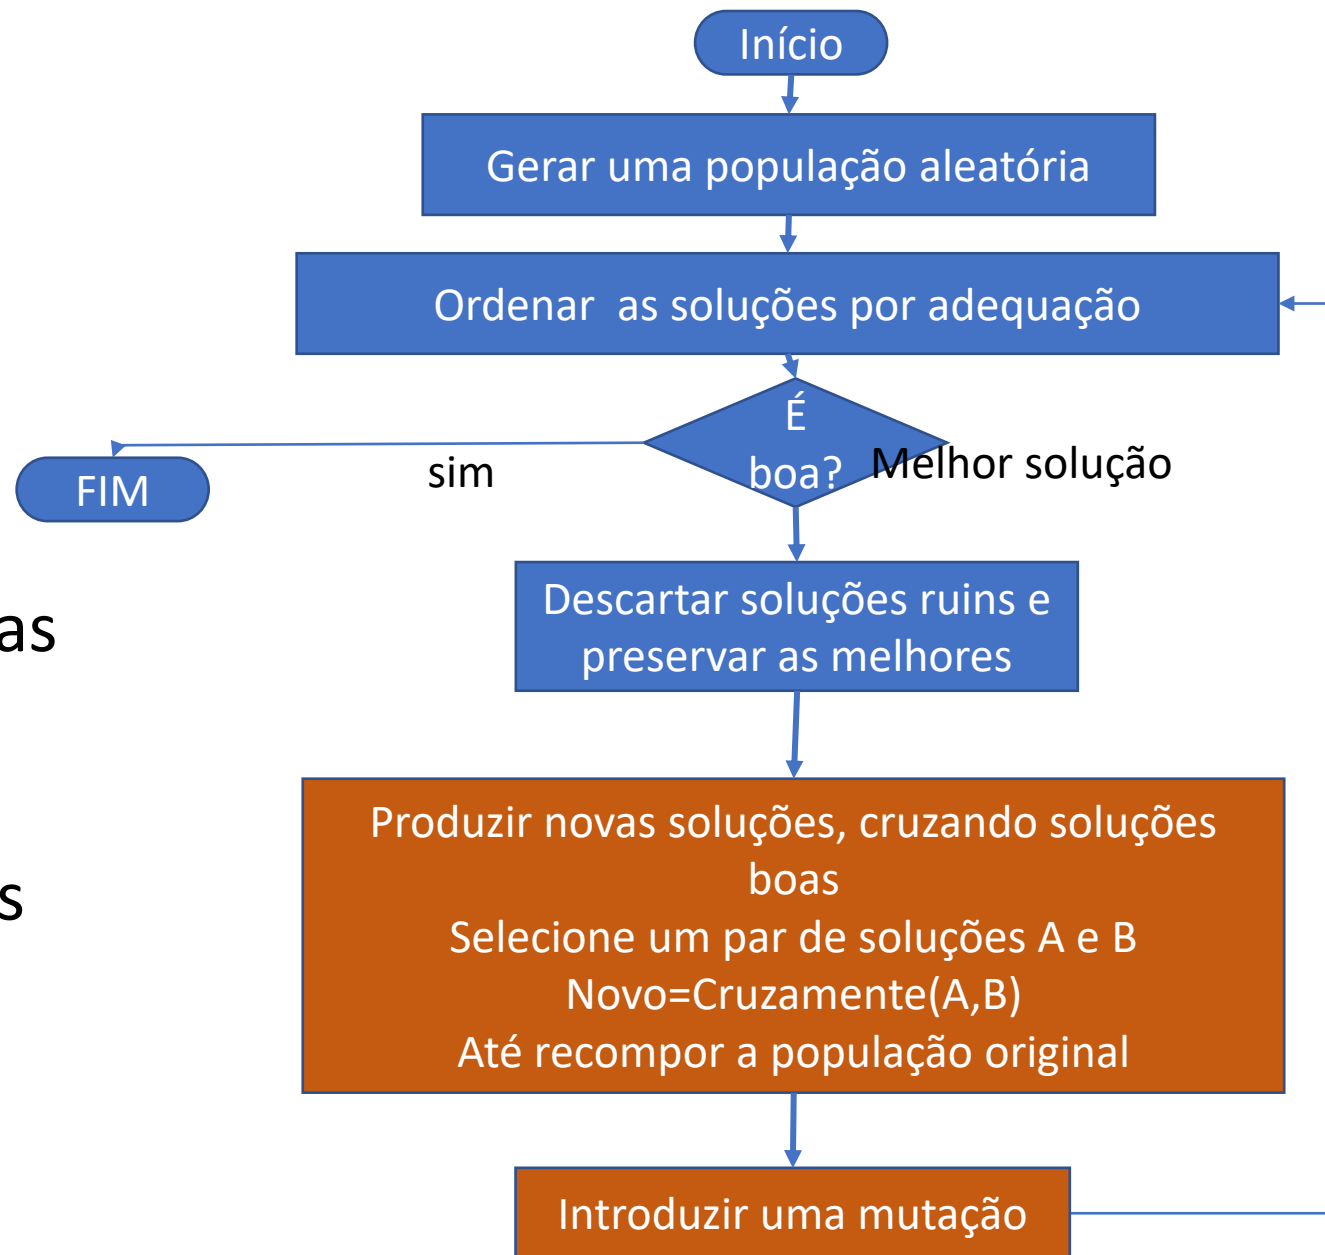 Início
Gerar uma população aleatória
Ordenar  as soluções por adequação
É
boa?
Melhor solução
sim
FIM
Descartar soluções ruins e
preservar as melhores
as
Produzir novas soluções, cruzando soluções
boas
Selecione um par de soluções A e B
Novo=Cruzamente(A,B)
Até recompor a população original
s
Introduzir uma mutação